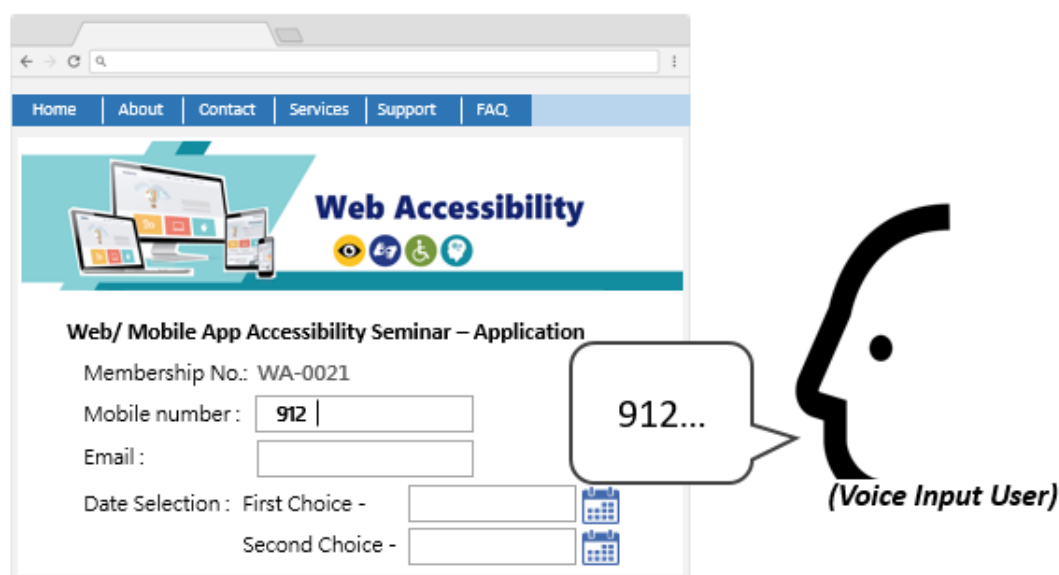 Home About Contact Services Support FAQ
Web Accessibility
Web/ Mobile App Accessibility Seminar – Application
Membership No.: WA-0021
Mobile number : 912
Email :
Date Selection : First Choice -
Second Choice -
912...
(Voice Input User)